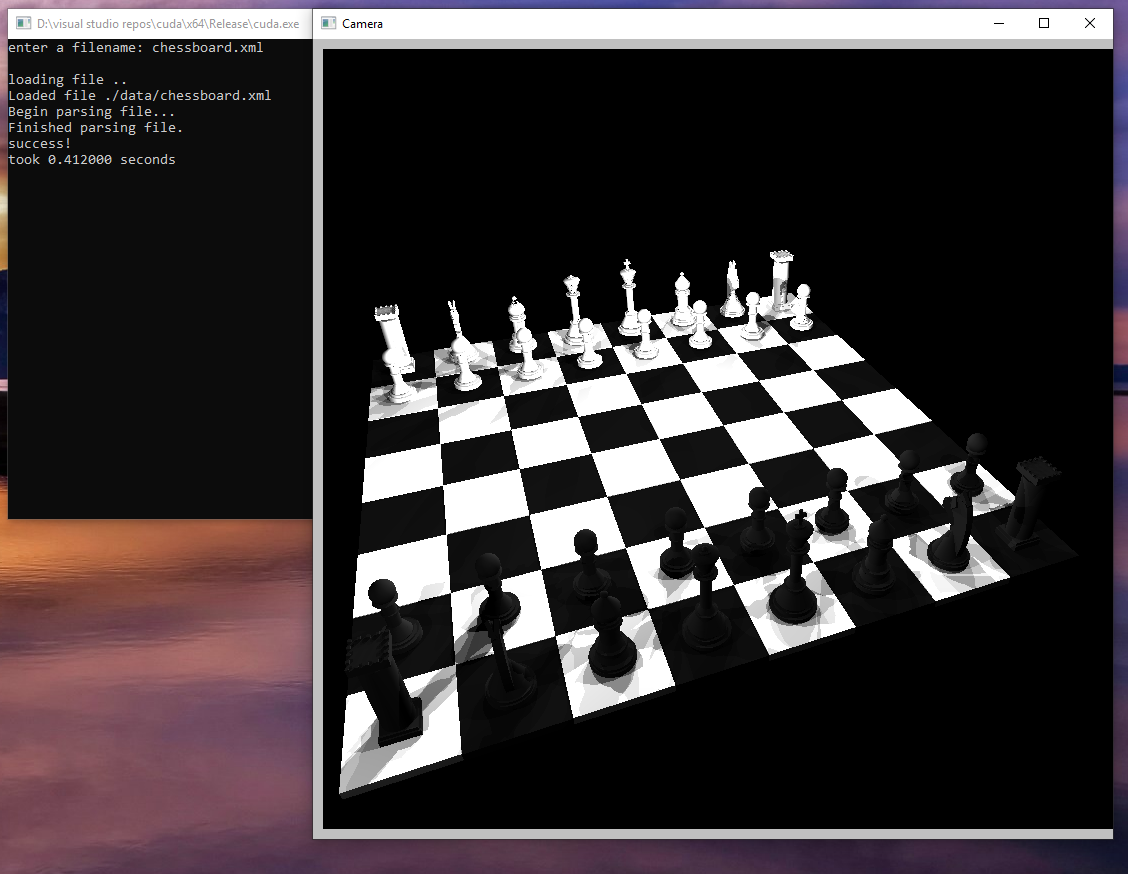 D:\visual studio repos\cuda\x64\Release\cuda.exe
Camera
enter a filename: chessboard.xml
loading file ..
Loaded file ./data/chessboard.xml
Begin parsing file...
Finished parsing file.
success!
took 0.412000 seconds